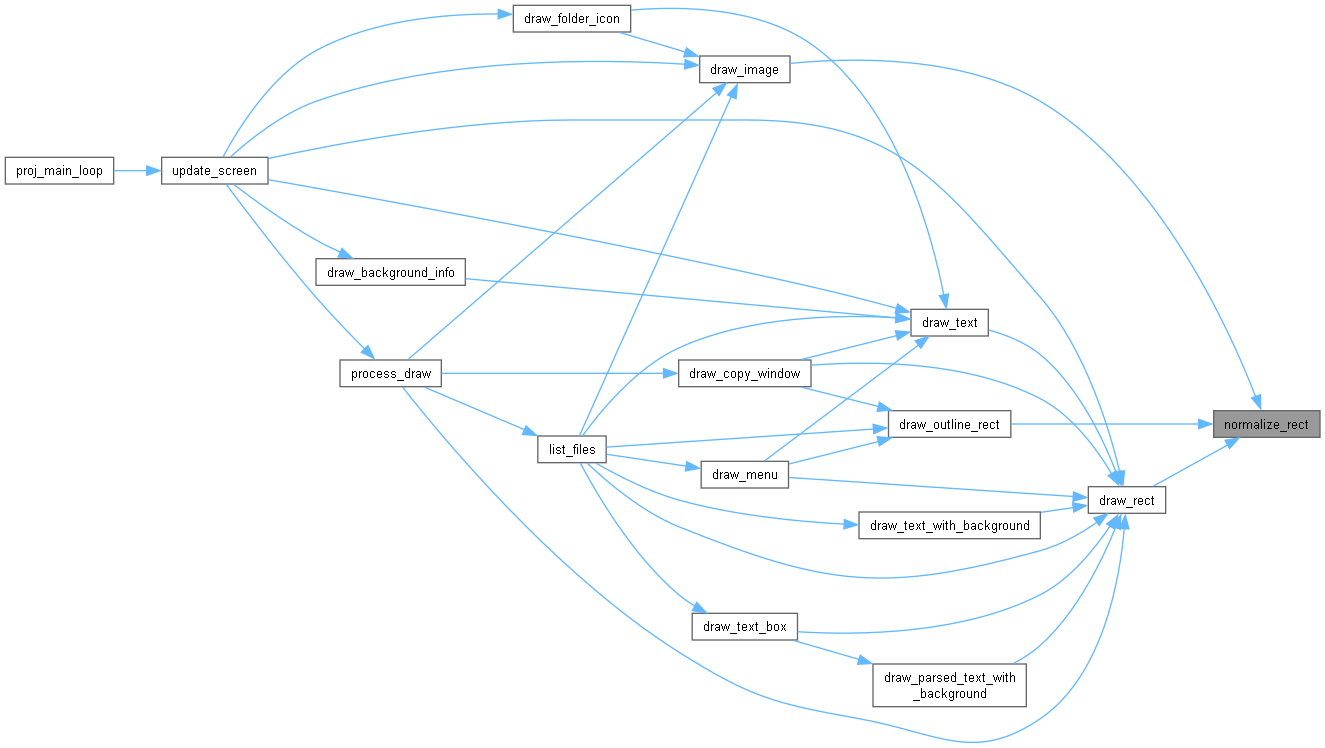 draw_folder_icon
draw_image
proj_main_loop
update_screen
draw_background_info
draw_text
process_draw
draw_copy_window
draw_outline_rect
normalize_rect
list_files
draw_menu
draw_rect
draw_text_with_background
draw_text_box
draw_parsed_text_with
_background